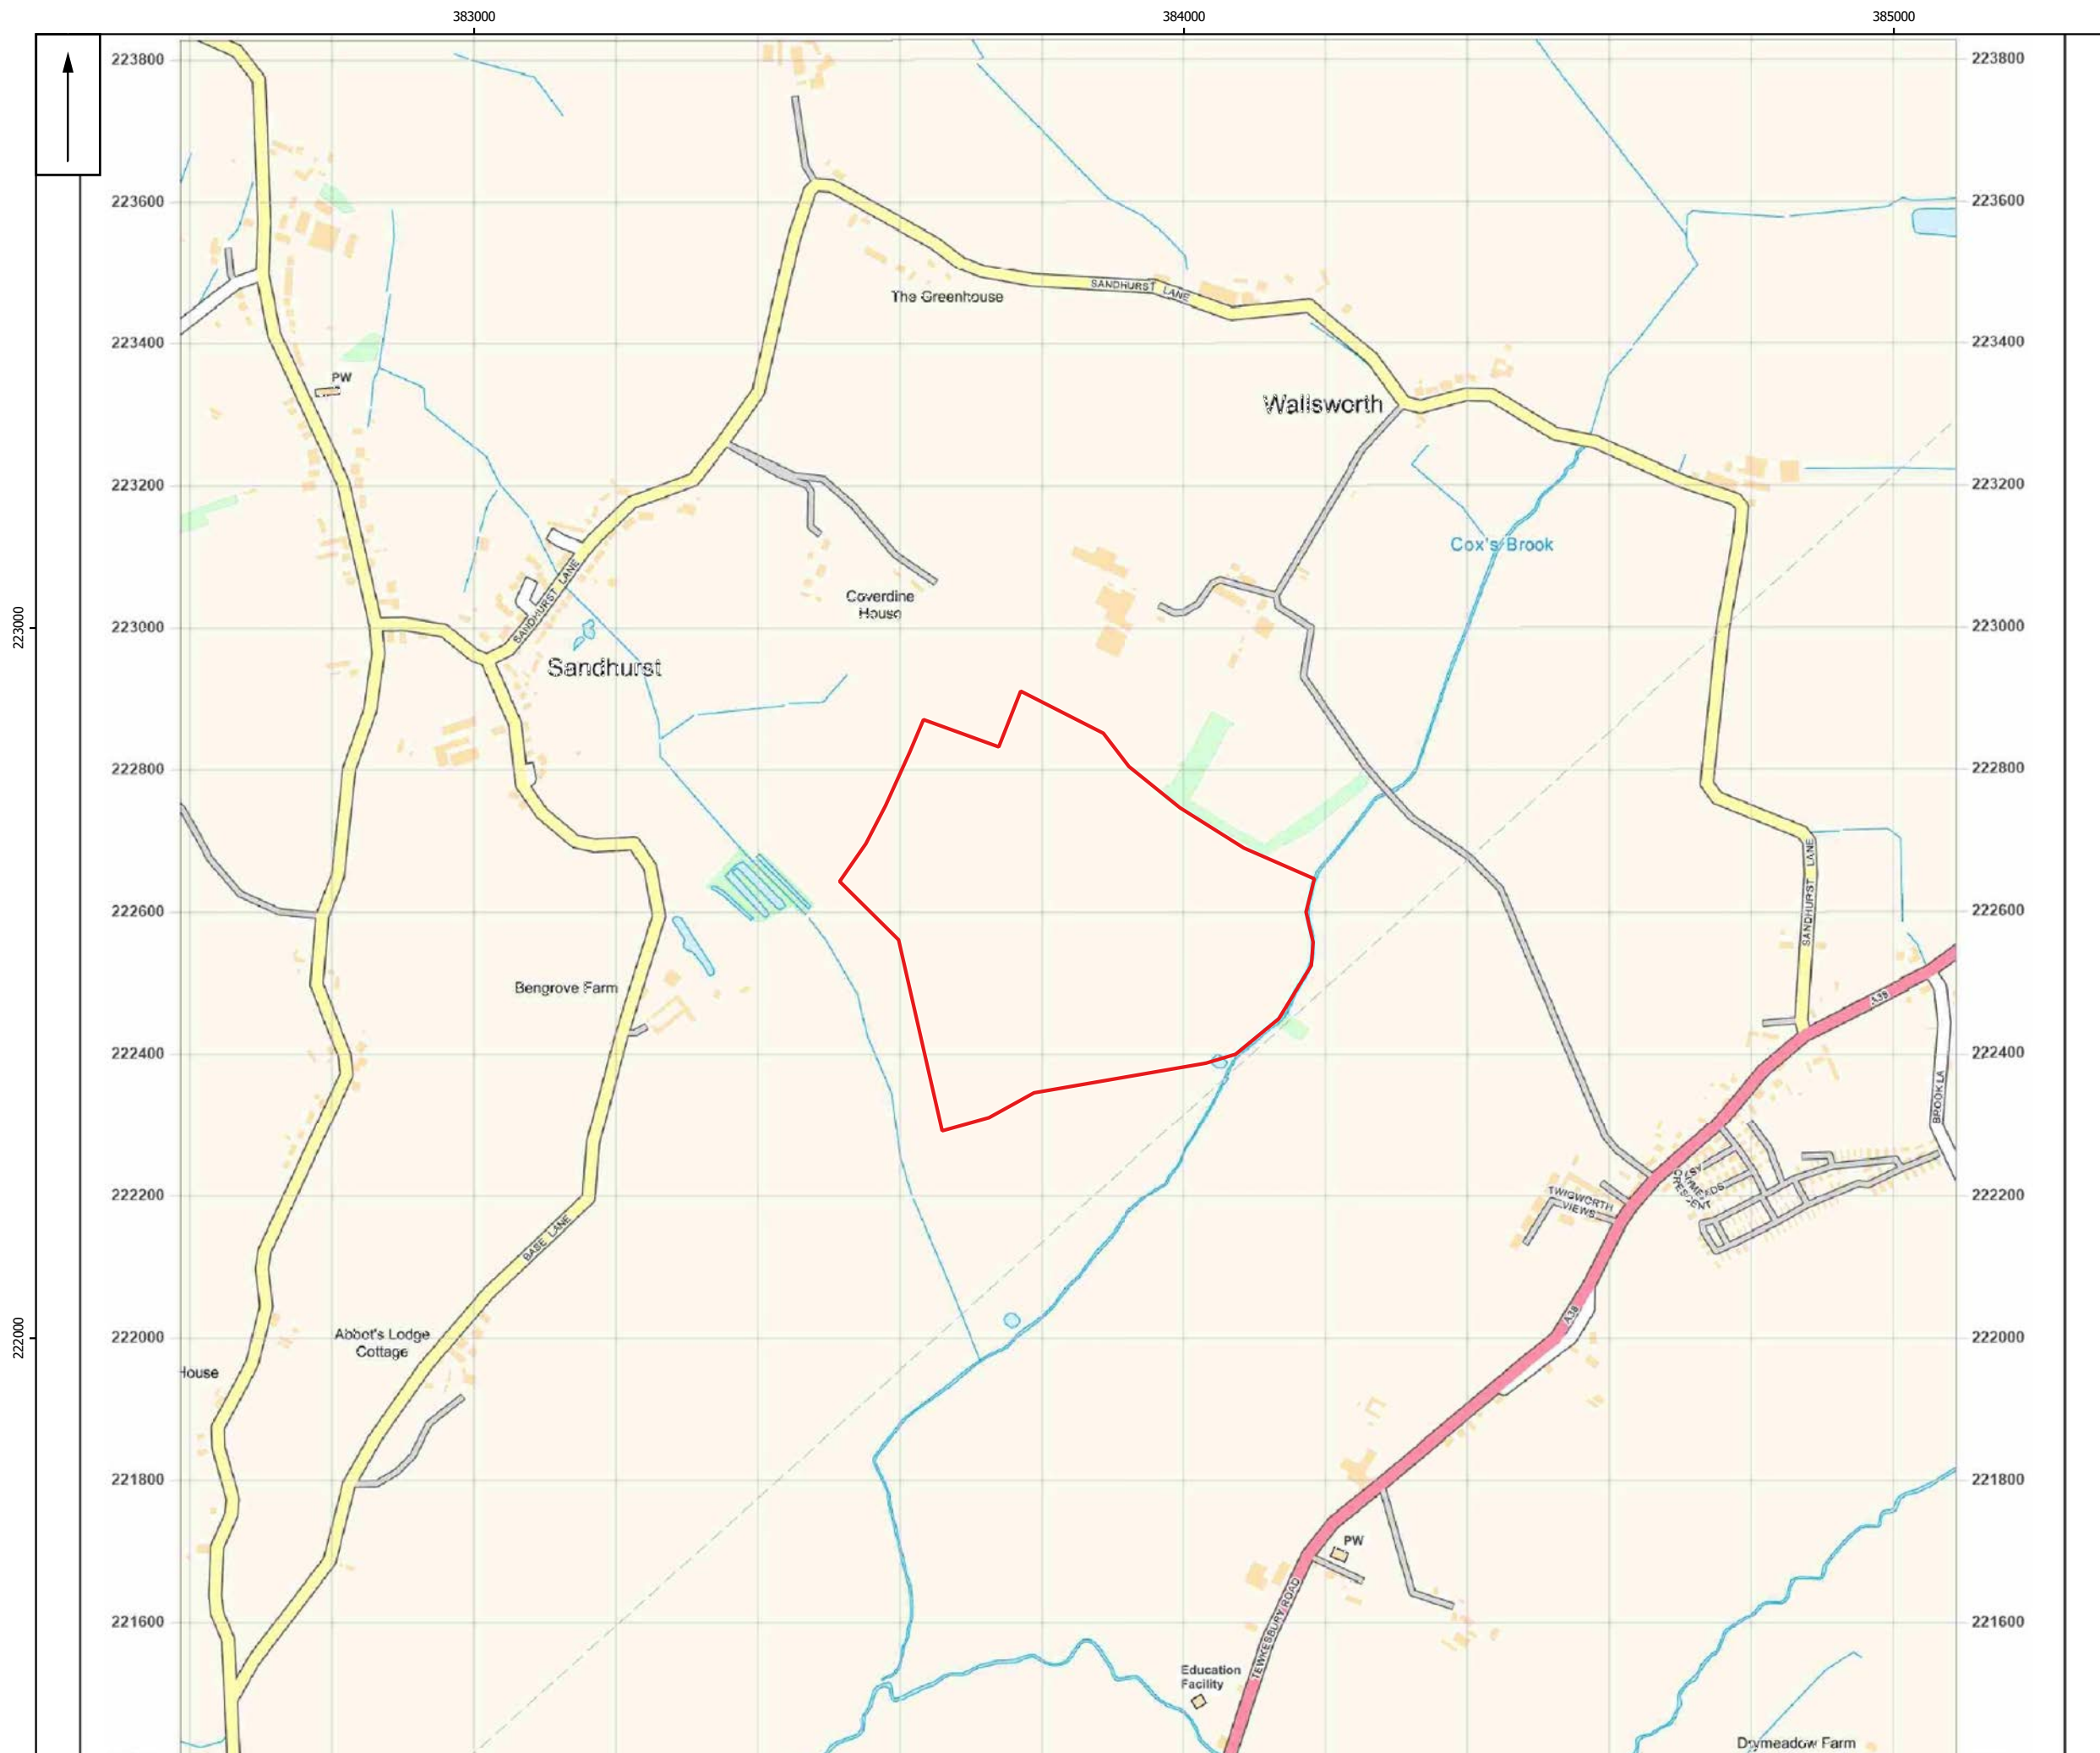 383000 384000 385000
223800 223800
223600 223600
SANDHURST LANE
The Greenhouse
223400 223400
PW
Wallsworth
223200 223200
Cox's Brook
SANDHURST LANE
Coverdine
House
223000 223000 223000
Sandhurst
222800 222800
SANDHURST LANE
222600 222600
Bengrove Farm
A38
222400 222400
BROOK LA
222200 222200
TWIGWORTH
VIEWS
CRESCENT
BASE LANE
A38
222000 222000 222000
Abbot's Lodge
Cottage
House
221800 221800
PW
TEWKESBURY ROAD
221600 221600
Education
Facility
Drymeadow Farm